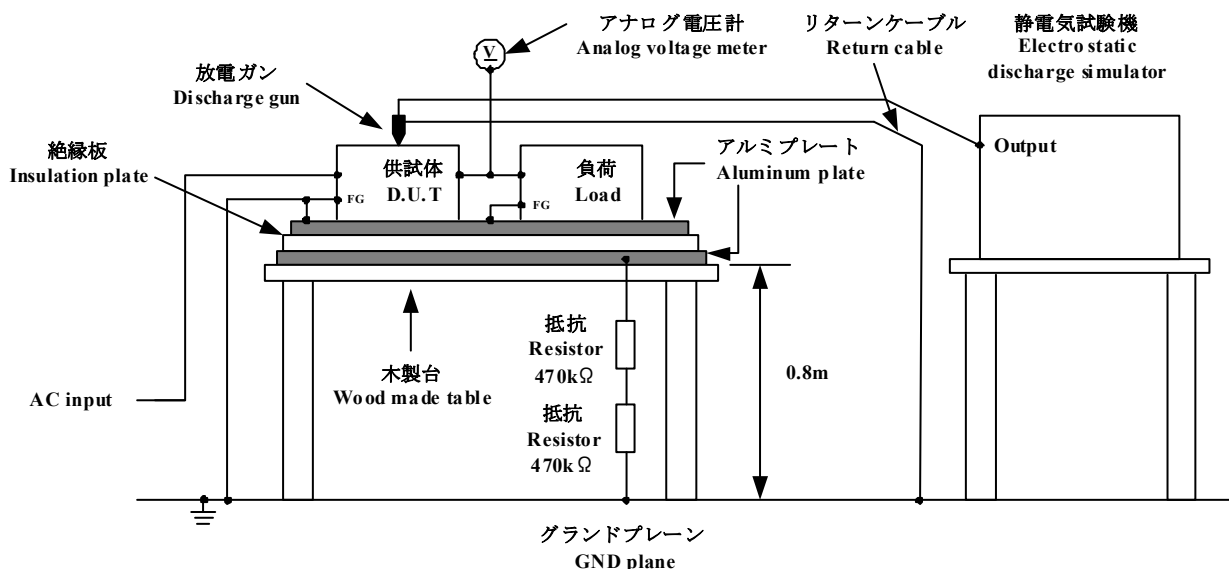 アナログ電圧計
Analog voltage meter
リターンケーブル
Return cable
静電気試験機
Electro static
discharge simulator
V
放電ガン
Discharge gun
絶縁板
Insulation plate
供試体
D.U.T
FG
負荷
Load
FG
アルミプレート
Aluminum plate
Output
抵抗
Resistor
470kΩ
抵抗
Resistor
470kΩ
0.8m
木製台
Wood made table
AC input
グランドプレーン
GND plane